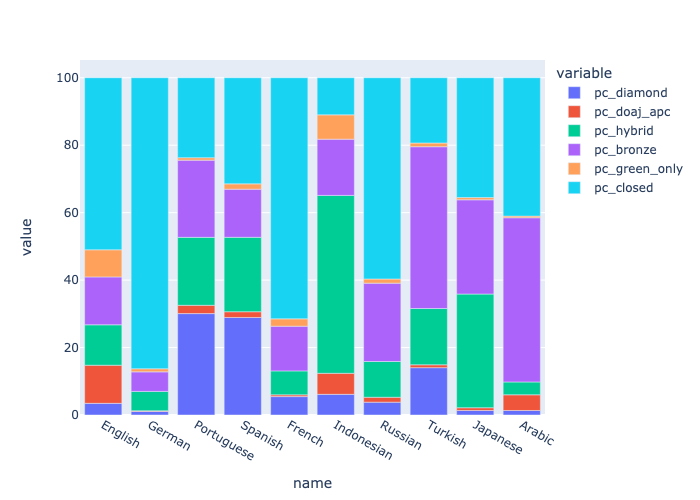 variable
pc_diamond
pc_doaj_apc
pc_hybrid
pc_bronze
pc_green_only
pc_closed
value
100
80
60
40
20
0
English
German
Portuguese
Spanish
French
Indonesian
Russian
Turkish
Japanese
Arabic
name